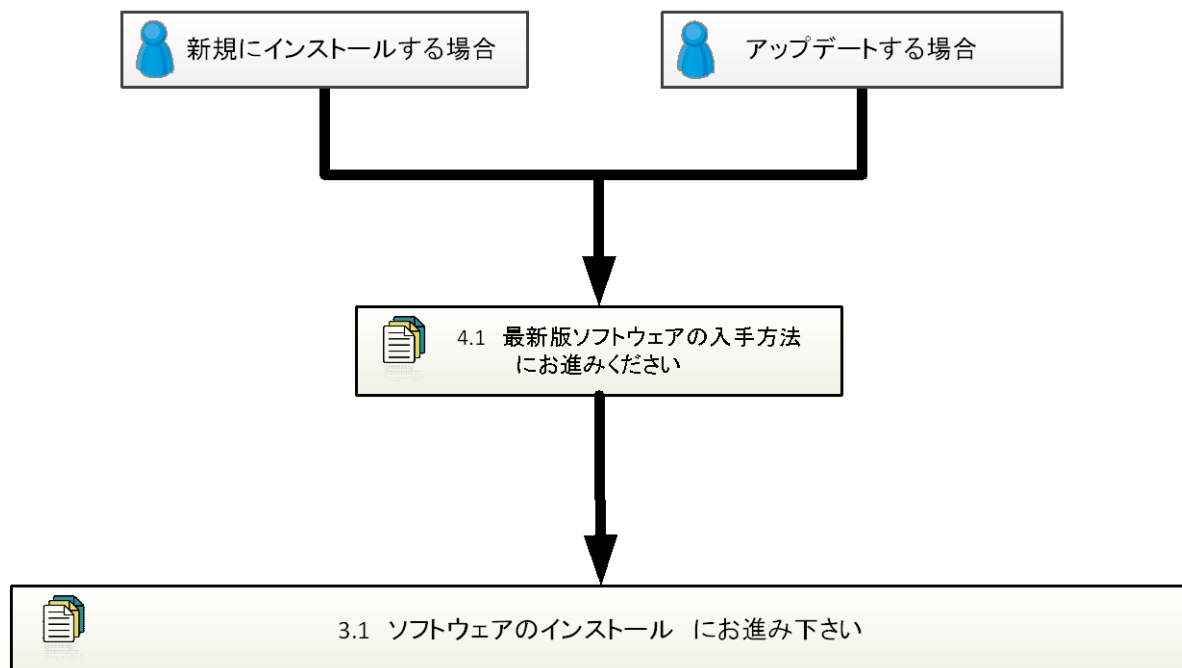 新規にインストールする場合
アップデートする場合
4.1 最新版ソフトウェアの入手方法
にお進みください
3.1 ソフトウェアのインストール にお進み下さい